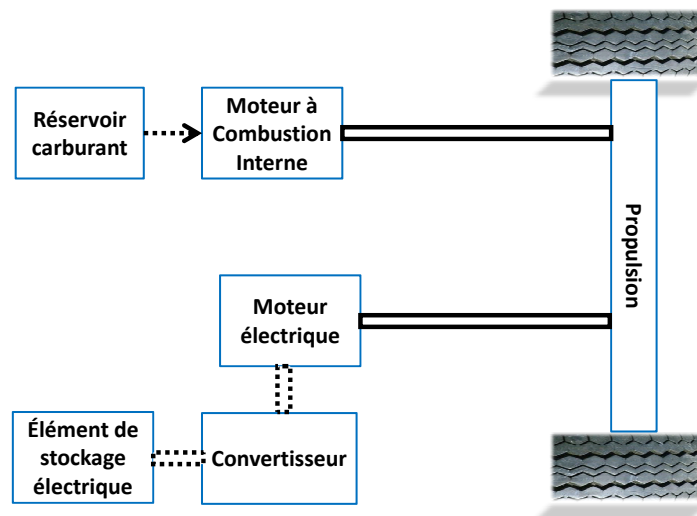 Réservoir
carburant
Moteur à
Combustion
Interne
Propulsion
Moteur
électrique
Élément de
stockage
électrique
Convertisseur